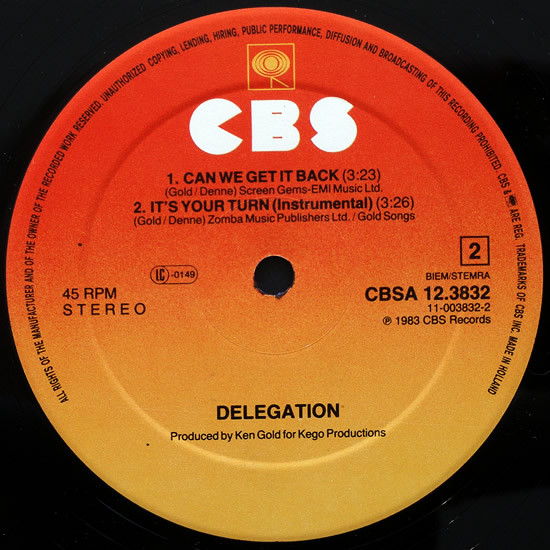 ALL RIGHTS OF THE MANUFACTURER AND OF THE OWNER OF THE RECORDED WORK RESERVED. UNAUTHORIZED COPYING, LENDING, HIRING, PUBLIC PERFORMANCE, DIFFUSION AND BROADCASTING OF THIS RECORDING PROHIBITED. CBS & ARE REG. TRADEMARKS OF CBS INC. MADE IN HOLLAND
CBS
1. CAN WE GET IT BACK (3:23)
(Gold / Denne) Screen Gems-EMI Music Ltd.
2. IT'S YOUR TURN (Instrumental) (3:26)
(Gold / Denne) Zomba Music Publishers Ltd. / Gold Songs
2
LC -0149
BIEM/STEMRA
45 RPM
STEREO
CBSA 12.3832
11-003832-2
℗ 1983 CBS Records
DELEGATION
Produced by Ken Gold for Kego Productions